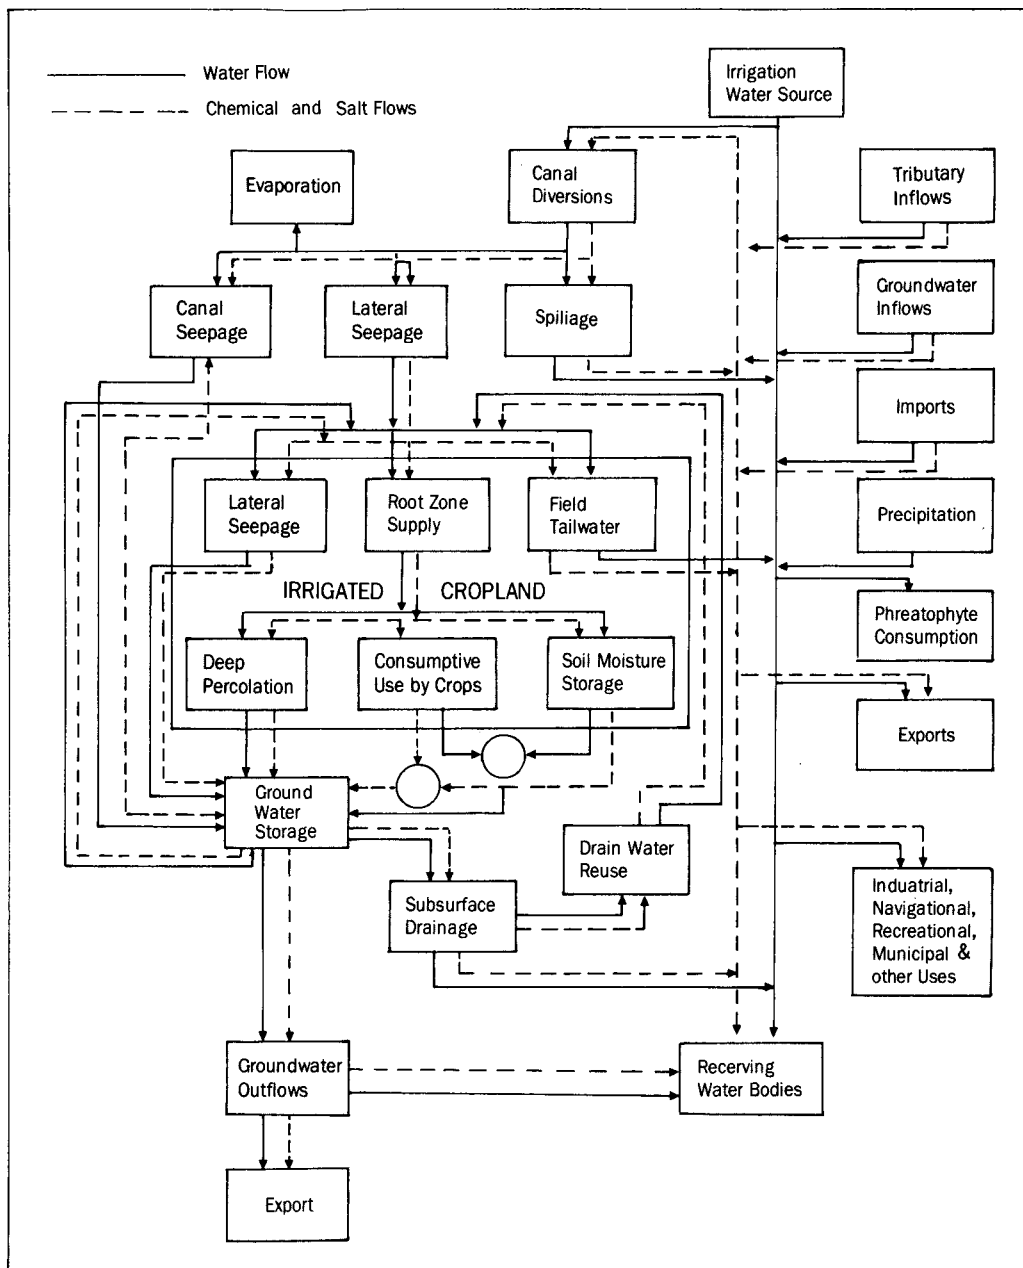 Water Flow
Chemical and Salt Flows
Irrigation
Water Source
Evaporation
Canal
Diversions
Tributary
Inflows
Canal
Seepage
Lateral
Seepage
Spiliage
Groundwater
Inflows
Imports
Lateral
Seepage
Root Zone
Supply
Field
Tailwater
Precipitation
IRRIGATED CROPLAND
Phreatophyte
Consumption
Deep
Percolation
Consumptive
Use by Crops
Soil Moisture
Storage
Exports
Ground
Water
Storage
Drain Water
Reuse
Subsurface
Drainage
Induatrial,
Navigational,
Recreational,
Municipal &
other Uses
Groundwater
Outflows
Recerving
Water Bodies
Export